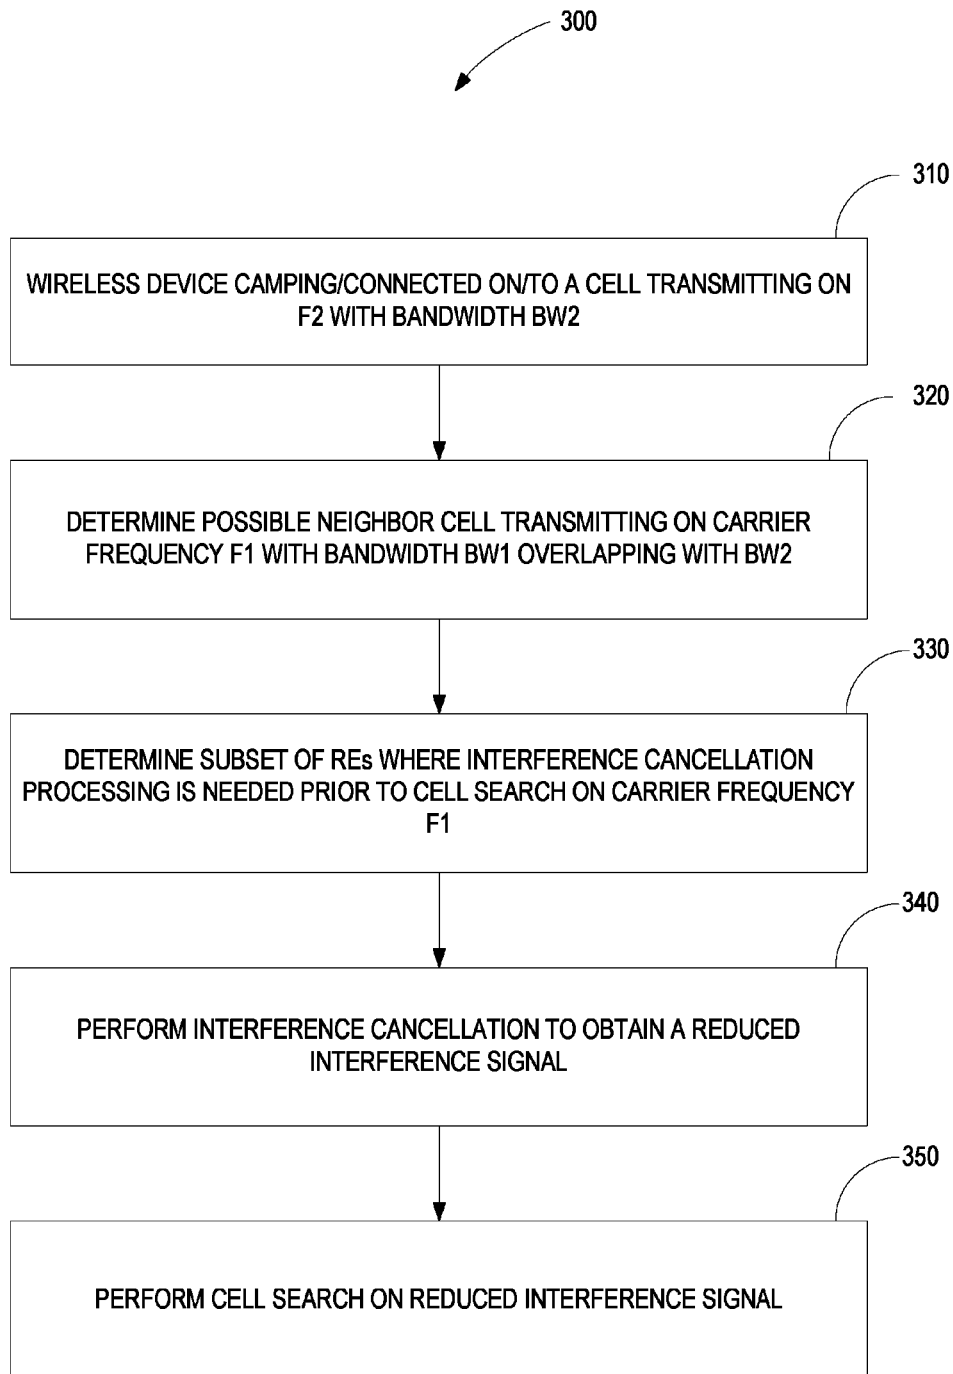 300
310
WIRELESS DEVICE CAMPING/CONNECTED ON/TO A CELL TRANSMITTING ON
F2 WITH BANDWIDTH BW2
320
DETERMINE POSSIBLE NEIGHBOR CELL TRANSMITTING ON CARRIER
FREQUENCY F1 WITH BANDWIDTH BW1 OVERLAPPING WITH BW2
330
DETERMINE SUBSET OF REs WHERE INTERFERENCE CANCELLATION
PROCESSING IS NEEDED PRIOR TO CELL SEARCH ON CARRIER FREQUENCY
F1
340
PERFORM INTERFERENCE CANCELLATION TO OBTAIN A REDUCED
INTERFERENCE SIGNAL
350
PERFORM CELL SEARCH ON REDUCED INTERFERENCE SIGNAL